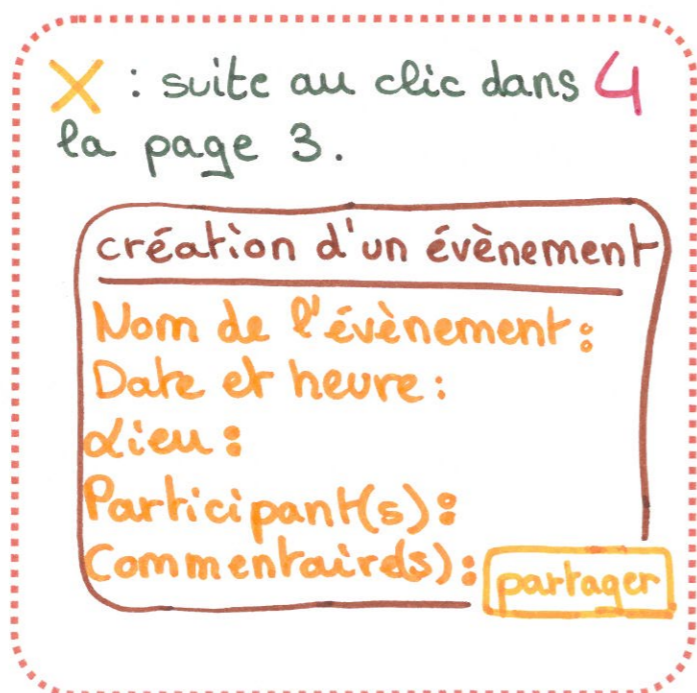 X : suite au clic dans 4
la page 3.
création d'un évènement
Nom de l'évènement :
Date et heure :
Lieu :
Participant(s) :
Commentaire(s) :
partager